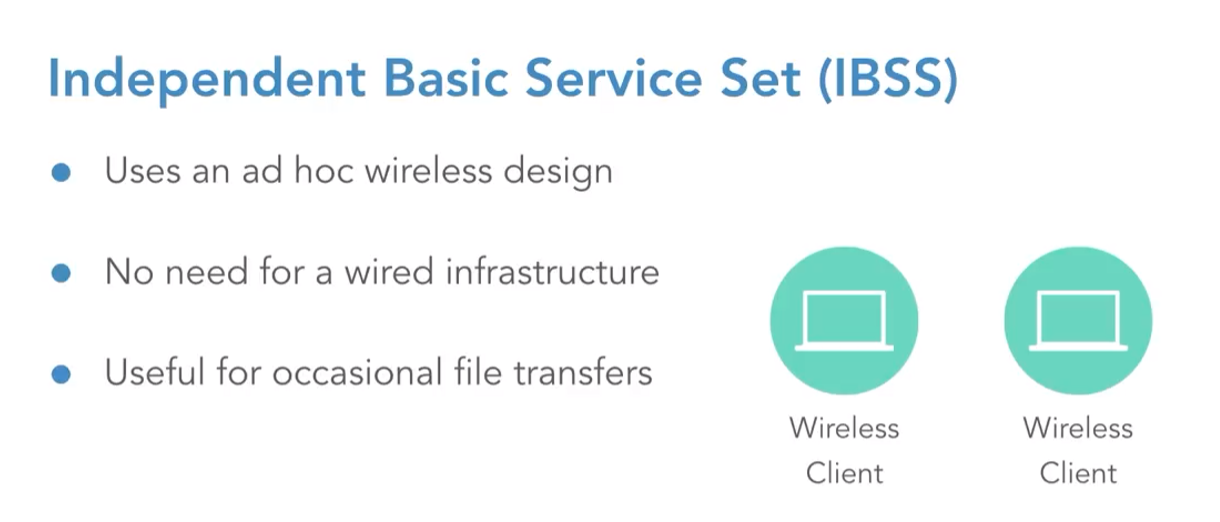 Independent Basic Service Set (IBSS)
Uses an ad hoc wireless design
No need for a wired infrastructure
Useful for occasional file transfers
Wireless
Client
Wireless
Client